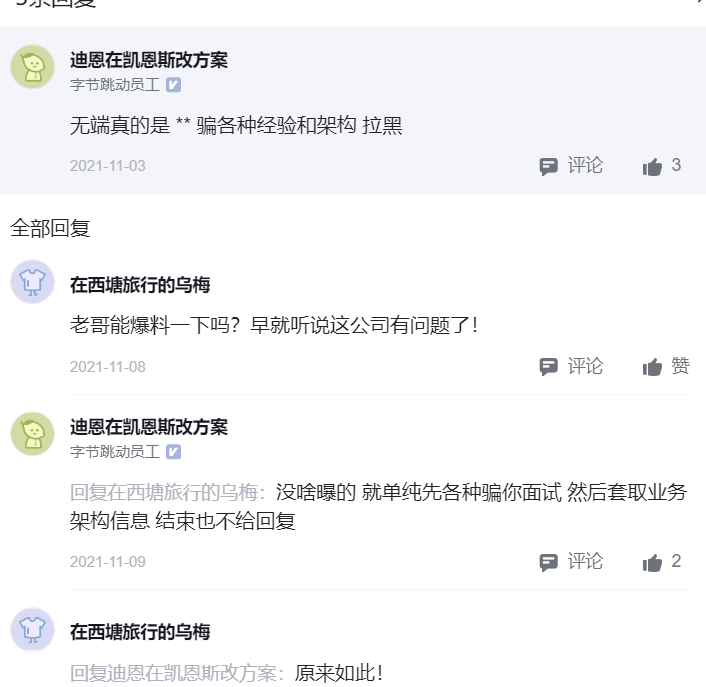 5条回复
迪恩在凯恩斯改方案
字节跳动员工
无端真的是 ** 骗各种经验和架构 拉黑
2021-11-03 评论 3
全部回复
在西塘旅行的乌梅
老哥能爆料一下吗？早就听说这公司有问题了！
2021-11-08 评论 赞
迪恩在凯恩斯改方案
字节跳动员工
回复在西塘旅行的乌梅：没啥曝的 就单纯先各种骗你面试 然后套取业务
架构信息 结束也不给回复
2021-11-09 评论 2
在西塘旅行的乌梅
回复迪恩在凯恩斯改方案：原来如此！